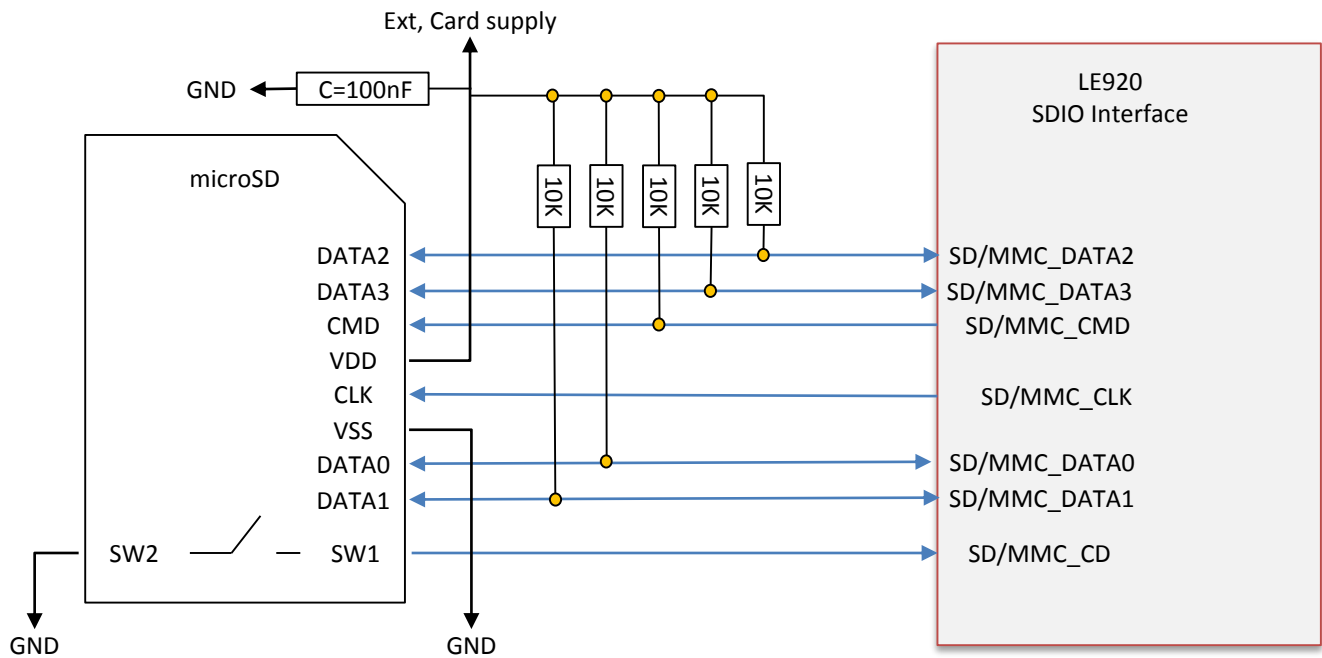 Ext, Card supply
GND
C=100nF
LE920
SDIO Interface
microSD
10K
10K
10K
10K
10K
DATA2
SD/MMC_DATA2
DATA3
SD/MMC_DATA3
CMD
SD/MMC_CMD
VDD
CLK
SD/MMC_CLK
VSS
DATA0
SD/MMC_DATA0
DATA1
SD/MMC_DATA1
SW2
SW1
SD/MMC_CD
GND
GND